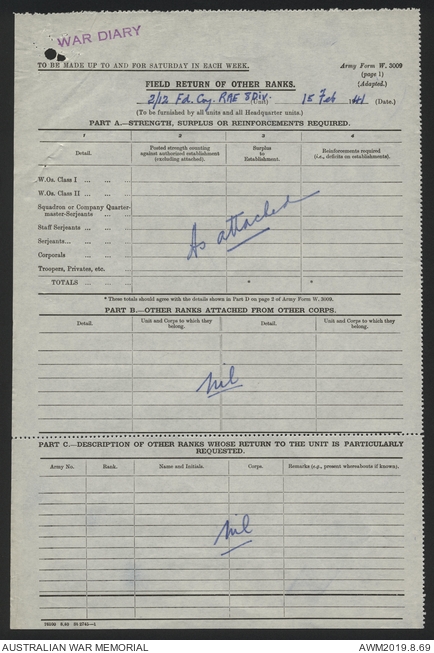 WAR DIARY
TO BE MADE UP TO AND FOR SATURDAY IN EACH WEEK.
Army Form W. 3009
(page 1)
(Adapted.)
FIELD RETURN OF OTHER RANKS.
2/12 Fd. Coy. RAE 8 Div. (Unit) 15 Feb 1941 (Date.)
(To be furnished by all units and all Headquarter units.)
PART A.—STRENGTH, SURPLUS OR REINFORCEMENTS REQUIRED.
1 2 3 4
Detail. Posted strength counting against authorized establishment (excluding attached). Surplus to Establishment. Reinforcements required (i.e., deficits on establishment).
W.Os. Class I ... ...
W.Os. Class II ... ...
Squadron or Company Quarter-
master-Serjeants ...
Staff Serjeants ... ...
As attached
Serjeants... ... ...
Corporals ... ...
Troopers, Privates, etc.
TOTALS ... ... * *
* These totals should agree with the details shown in Part D on page 2 of Army Form W. 3009.
PART B.—OTHER RANKS ATTACHED FROM OTHER CORPS.
Detail. Unit and Corps to which they belong. Detail. Unit and Corps to which they belong.
Nil
PART C.—DESCRIPTION OF OTHER RANKS WHOSE RETURN TO THE UNIT IS PARTICULARLY
REQUESTED.
Army No. Rank. Name and Initials. Corps. Remarks (e.g., present whereabouts if known).
Nil
AUSTRALIAN WAR MEMORIAL AWM2019.8.69